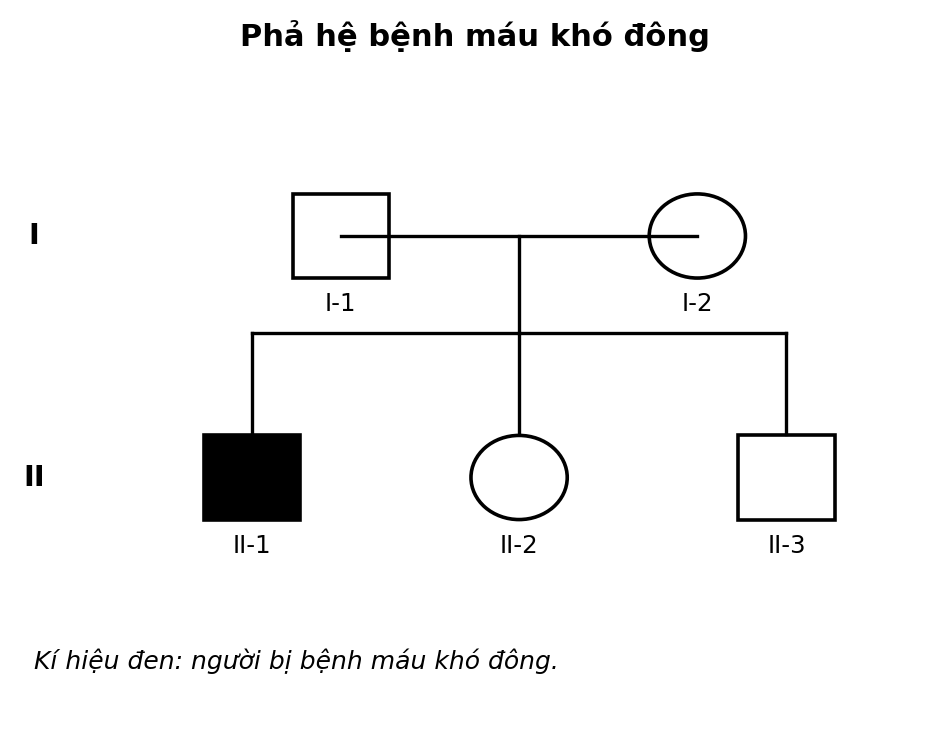 Phả hệ bệnh máu khó đông
I
I-1
I-2
II
II-1
II-2
II-3
Kí hiệu đen: người bị bệnh máu khó đông.